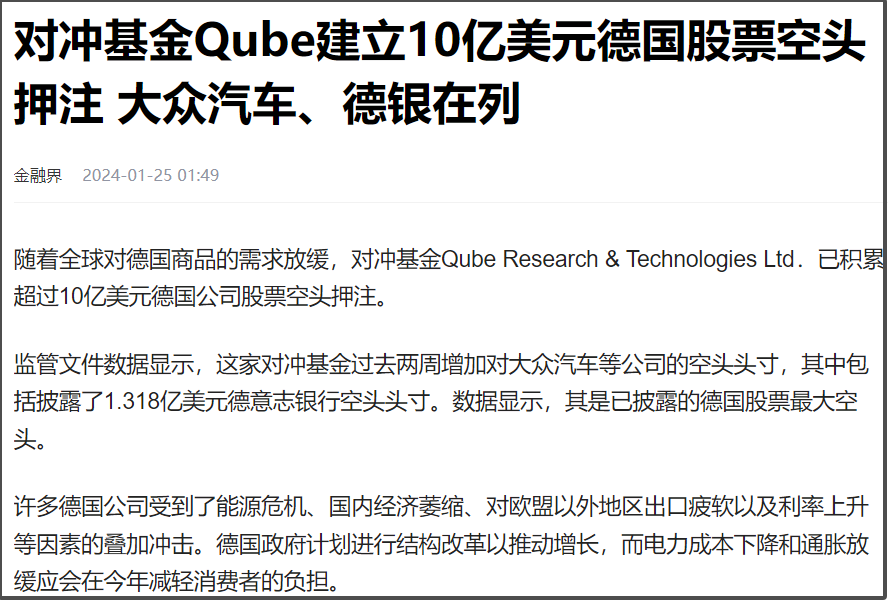 对冲基金Qube建立10亿美元德国股票空头
押注 大众汽车、德银在列
金融界 2024-01-25 01:49
随着全球对德国商品的需求放缓，对冲基金Qube Research & Technologies Ltd．已积累
超过10亿美元德国公司股票空头押注。
监管文件数据显示，这家对冲基金过去两周增加对大众汽车等公司的空头头寸，其中包
括披露了1.318亿美元德意志银行空头头寸。数据显示，其是已披露的德国股票最大空
头。
许多德国公司受到了能源危机、国内经济萎缩、对欧盟以外地区出口疲软以及利率上升
等因素的叠加冲击。德国政府计划进行结构改革以推动增长，而电力成本下降和通胀放
缓应会在今年减轻消费者的负担。